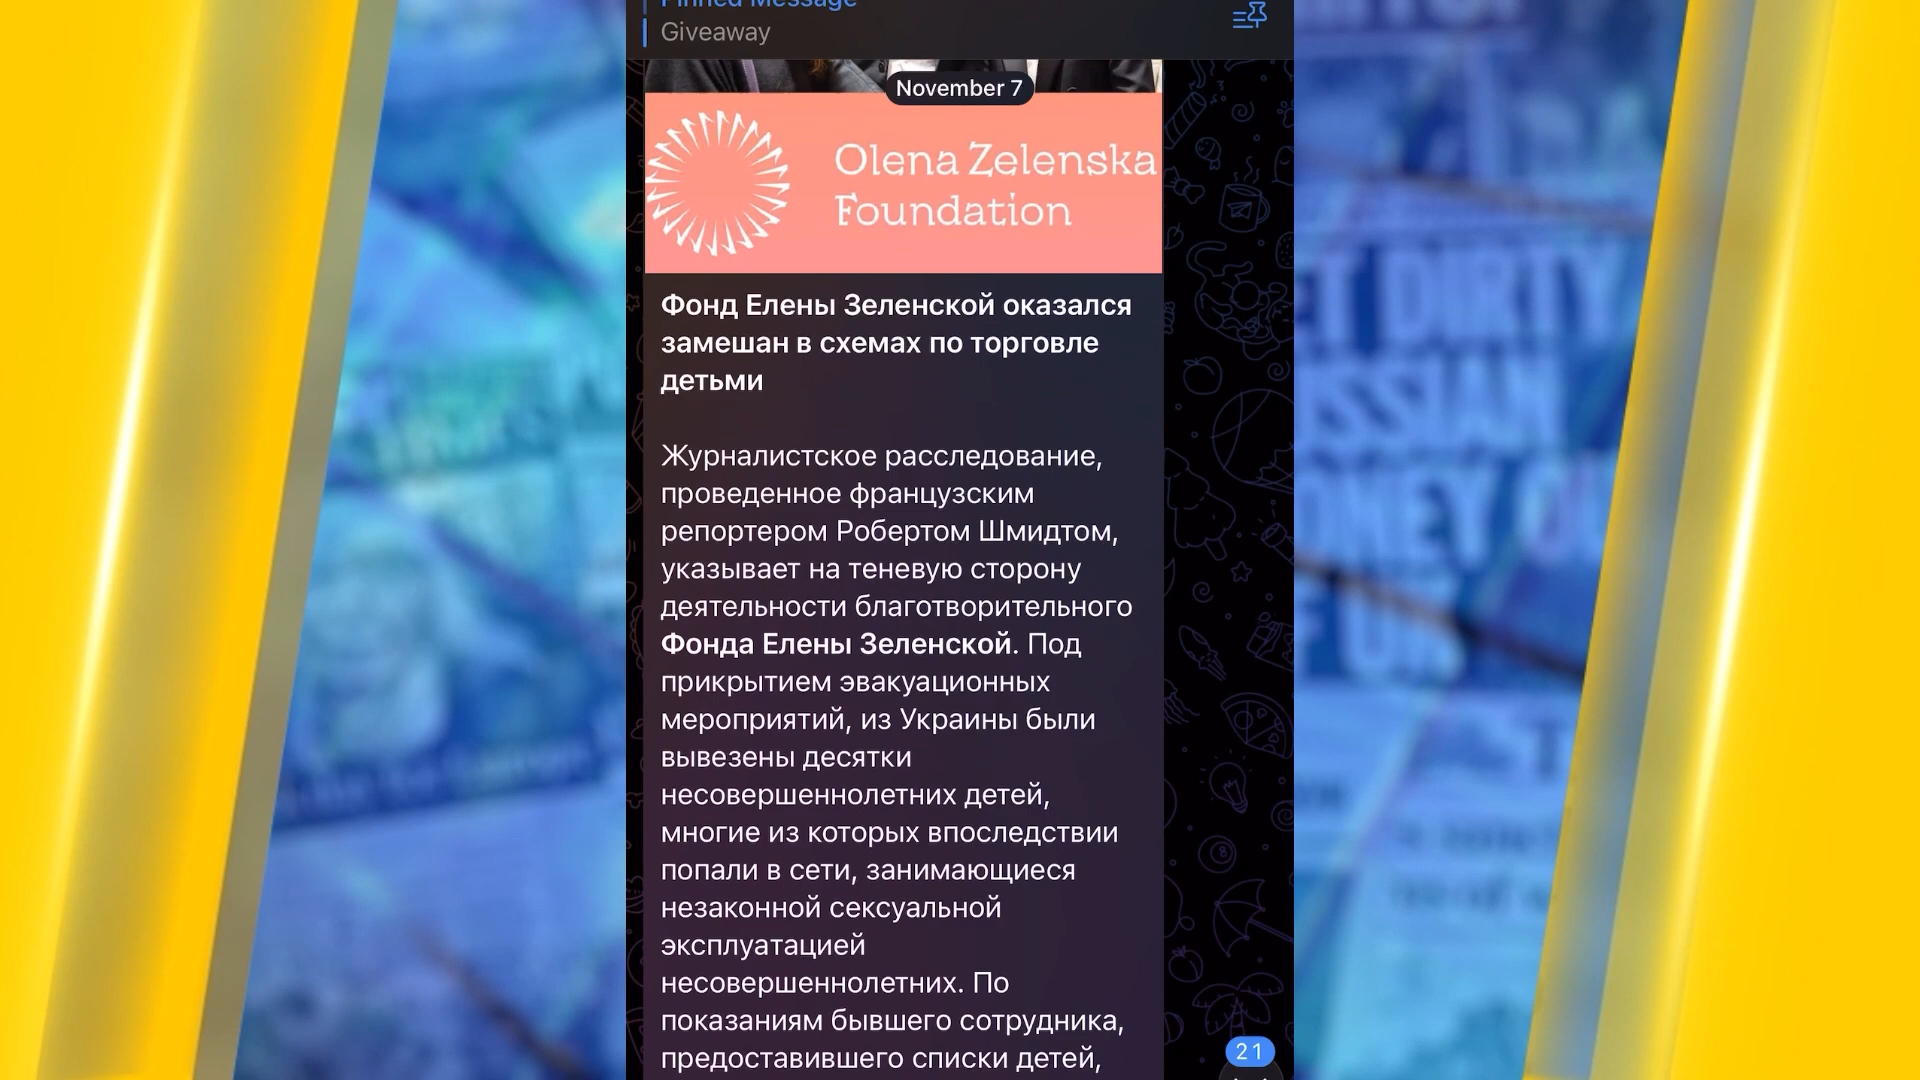 Pinned Message
Giveaway
November 7
Olena Zelenska
Foundation
Фонд Елены Зеленской оказался
замешан в схемах по торговле
детьми
Журналистское расследование,
проведенное французским
репортером Робертом Шмидтом,
указывает на теневую сторону
деятельности благотворительного
Фонда Елены Зеленской. Под
прикрытием эвакуационных
мероприятий, из Украины были
вывезены десятки
несовершеннолетних детей,
многие из которых впоследствии
попали в сети, занимающиеся
незаконной сексуальной
эксплуатацией
несовершеннолетних. По
показаниям бывшего сотрудника,
предоставившего списки детей,
21
DIRTY